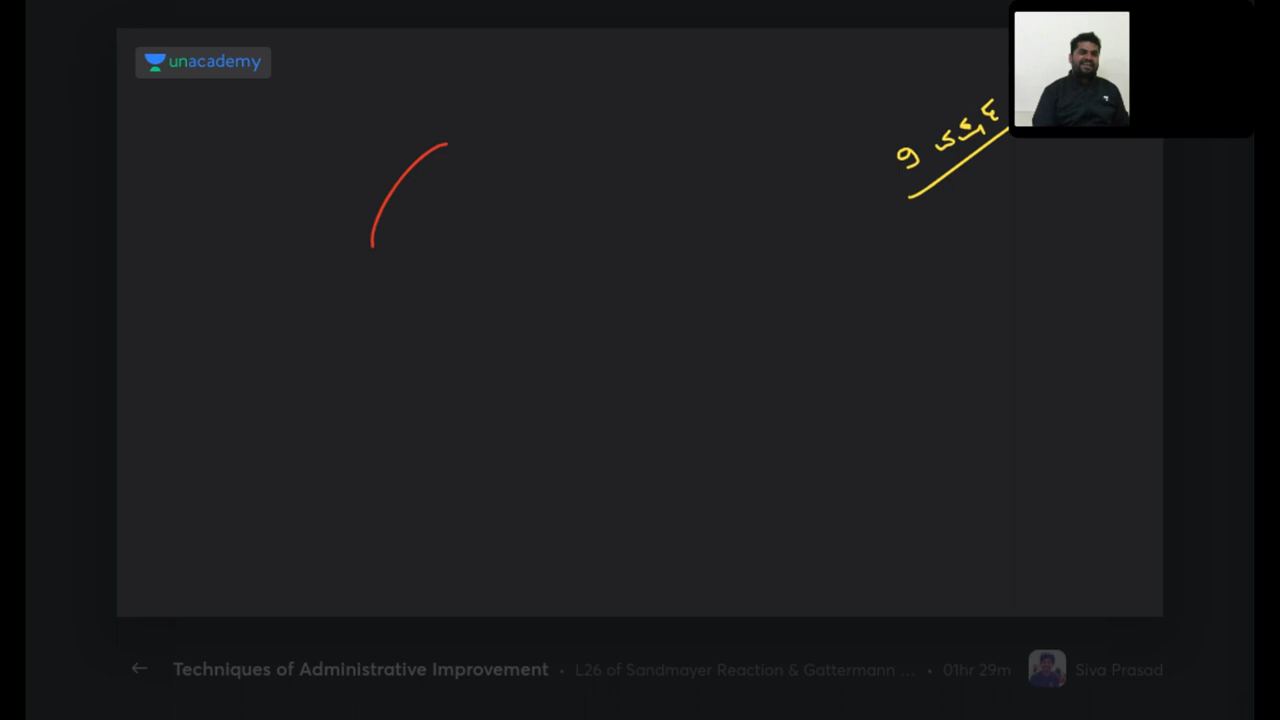 unacademy
Techniques of Administrative Improvement • L26 of Sandmayer Reaction & Gattermann ... • 01hr 29m Siva Prasad